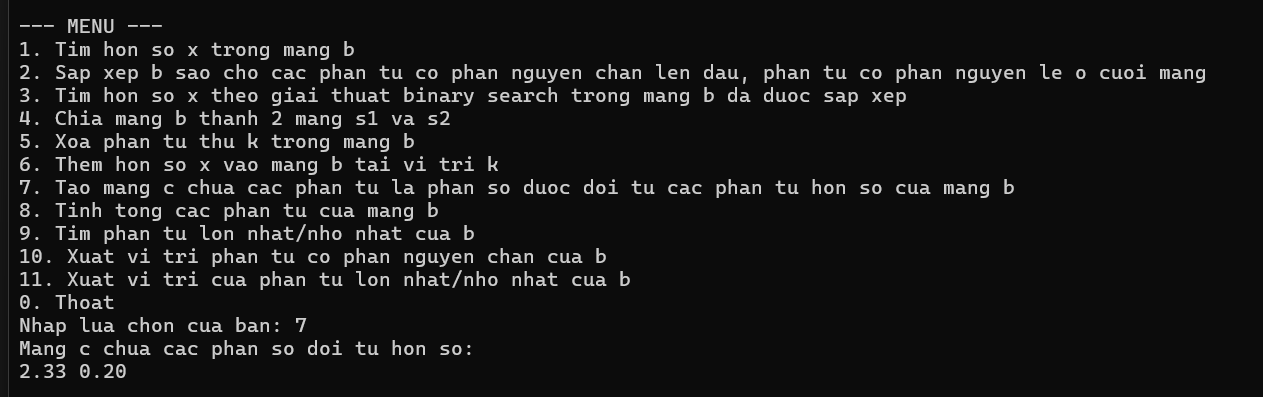 --- MENU ---
1. Tim hon so x trong mang b
2. Sap xep b sao cho cac phan tu co phan nguyen chan len dau, phan tu co phan nguyen le o cuoi mang
3. Tim hon so x theo giai thuat binary search trong mang b da duoc sap xep
4. Chia mang b thanh 2 mang s1 va s2
5. Xoa phan tu thu k trong mang b
6. Them hon so x vao mang b tai vi tri k
7. Tao mang c chua cac phan tu la phan so duoc doi tu cac phan tu hon so cua mang b
8. Tinh tong cac phan tu cua mang b
9. Tim phan tu lon nhat/nho nhat cua b
10. Xuat vi tri phan tu co phan nguyen chan cua b
11. Xuat vi tri cua phan tu lon nhat/nho nhat cua b
0. Thoat
Nhap lua chon cua ban: 7
Mang c chua cac phan so doi tu hon so:
2.33 0.20